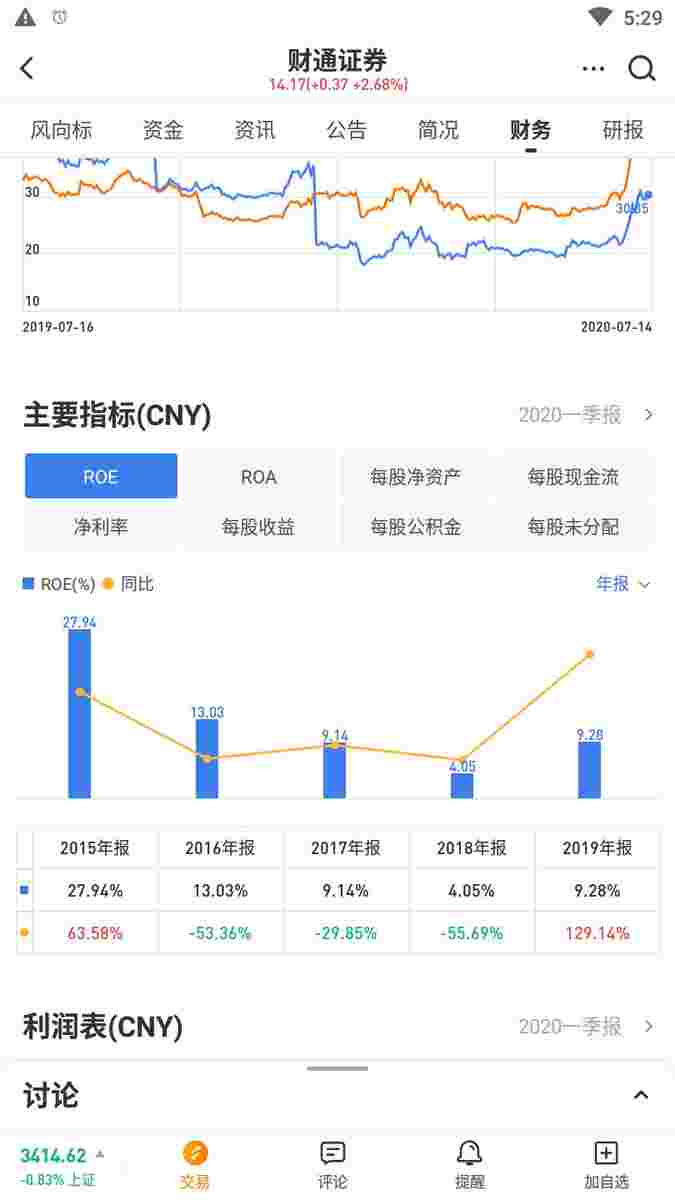 5:29
财通证券
14.17(+0.37 +2.68%)
风向标 资金 资讯 公告 简况 财务 研报
30
30.35
20
10
2019-07-16 2020-07-14
主要指标(CNY) 2020一季报
ROE ROA 每股净资产 每股现金流
净利率 每股收益 每股公积金 每股未分配
ROE(%) 同比 年报
27.94
13.03
9.14
4.05
9.28
2015年报 2016年报 2017年报 2018年报 2019年报
27.94% 13.03% 9.14% 4.05% 9.28%
63.58% -53.36% -29.85% -55.69% 129.14%
利润表(CNY) 2020一季报
讨论
3414.62
-0.83% 上证
交易 评论 提醒 加自选